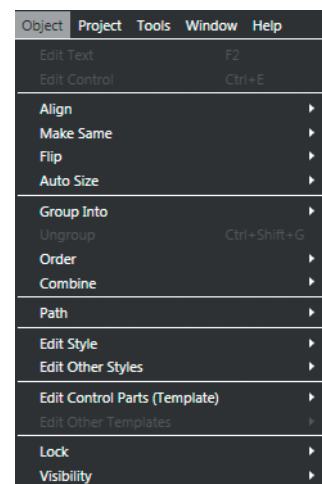 Object Project Tools Window Help
Edit Text F2
Edit Control Ctrl+E
Align
Make Same
Flip
Auto Size
Group Into
Ungroup Ctrl+Shift+G
Order
Combine
Path
Edit Style
Edit Other Styles
Edit Control Parts (Template)
Edit Other Templates
Lock
Visibility